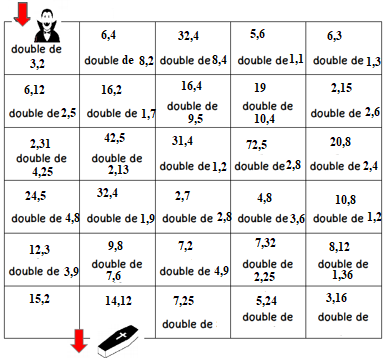 double de
3,2
6,4
double de 8,2
32,4
double de 8,4
5,6
double de 1,1
6,3
double de 1,3
6,12
double de 2,5
16,2
double de 1,7
16,4
double de
9,5
19
double de
10,4
2,15
double de 2,6
2,31
double de
4,25
42,5
double de
2,13
31,4
double de 1,2
72,5
double de 2,8
20,8
double de 2,4
24,5
double de 4,8
32,4
double de 1,9
2,7
double de 2,8
4,8
double de 3,6
10,8
double de 1,2
12,3
double de 3,9
9,8
double de
7,6
7,2
double de 4,9
7,32
double de
2,25
8,12
double de
1,36
15,2
14,12
7,25
double de
5,24
double de
3,16
double de